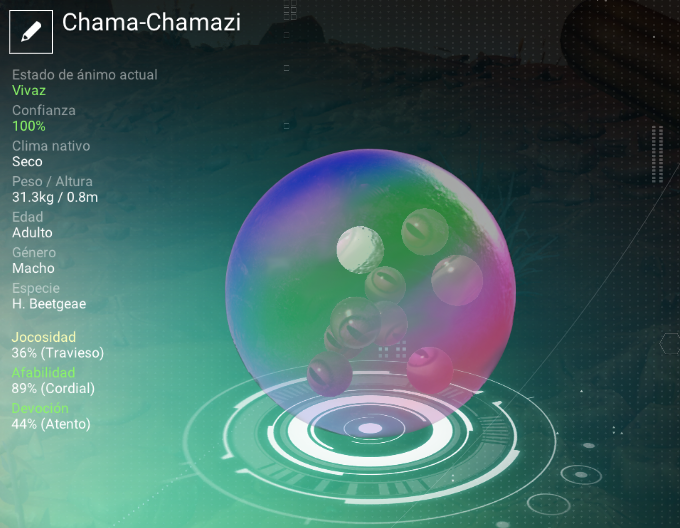 Chama-Chamazi
Estado de ánimo actual
Vivaz
Confianza
100%
Clima nativo
Seco
Peso / Altura
31.3kg / 0.8m
Edad
Adulto
Género
Macho
Especie
H. Beetgeae
Jocosidad
36% (Travieso)
Afabilidad
89% (Cordial)
Devoción
44% (Atento)